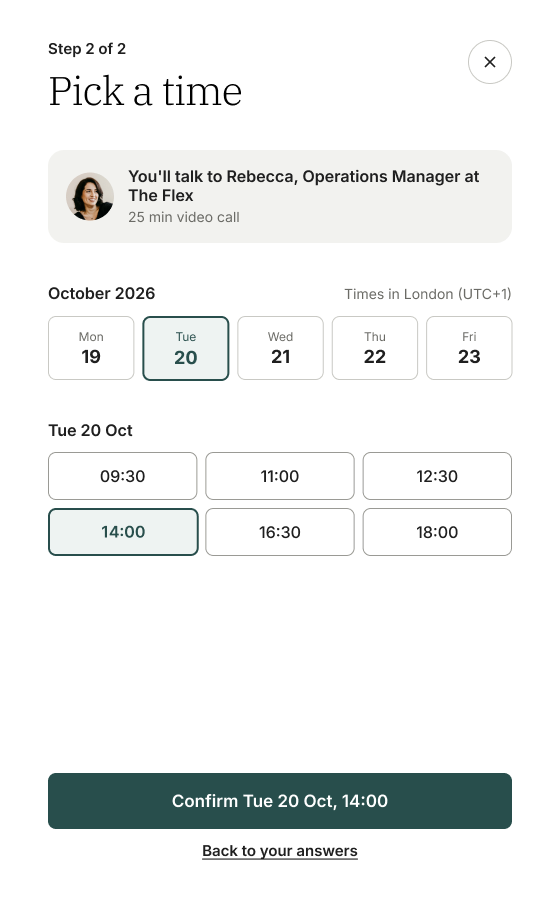 Step 2 of 2
Pick a time
You'll talk to Rebecca, Operations Manager at
The Flex
25 min video call
October 2026
Times in London (UTC+1)
Mon
19
Tue
20
Wed
21
Thu
22
Fri
23
Tue 20 Oct
09:30
11:00
12:30
14:00
16:30
18:00
Confirm Tue 20 Oct, 14:00
Back to your answers